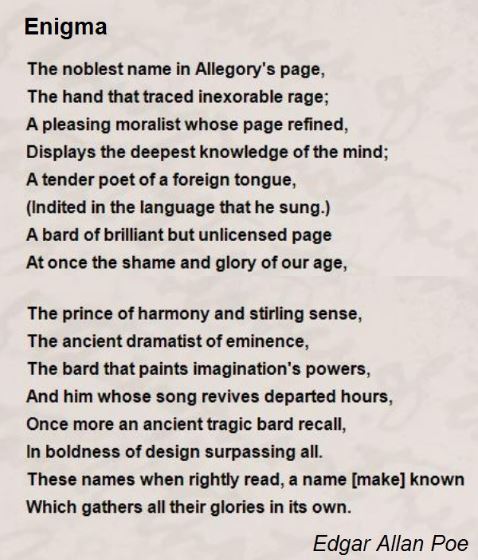 Enigma
The noblest name in Allegory's page,
The hand that traced inexorable rage;
A pleasing moralist whose page refined,
Displays the deepest knowledge of the mind;
A tender poet of a foreign tongue,
(Indited in the language that he sung.)
A bard of brilliant but unlicensed page
At once the shame and glory of our age,
The prince of harmony and stirling sense,
The ancient dramatist of eminence,
The bard that paints imagination's powers,
And him whose song revives departed hours,
Once more an ancient tragic bard recall,
In boldness of design surpassing all.
These names when rightly read, a name [make] known
Which gathers all their glories in its own.
Edgar Allan Poe